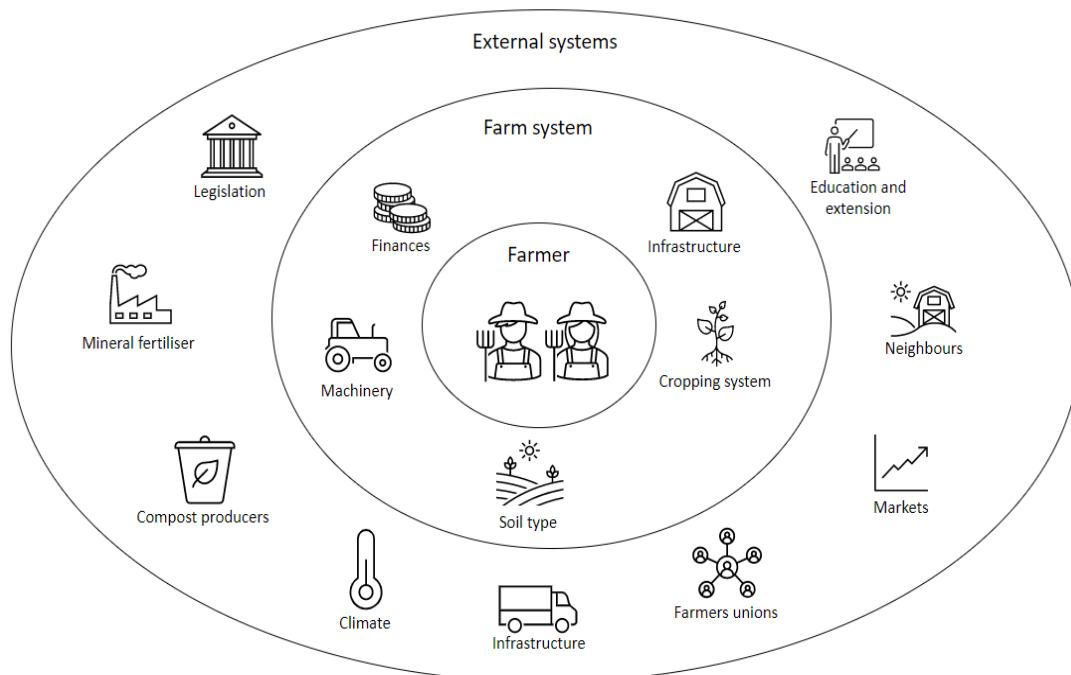 External systems
Farm system
Legislation
Education and
extension
Finances
Infrastructure
Farmer
Mineral fertiliser
Neighbours
Machinery
Cropping system
Compost producers
Soil type
Markets
Climate
Infrastructure
Farmers unions